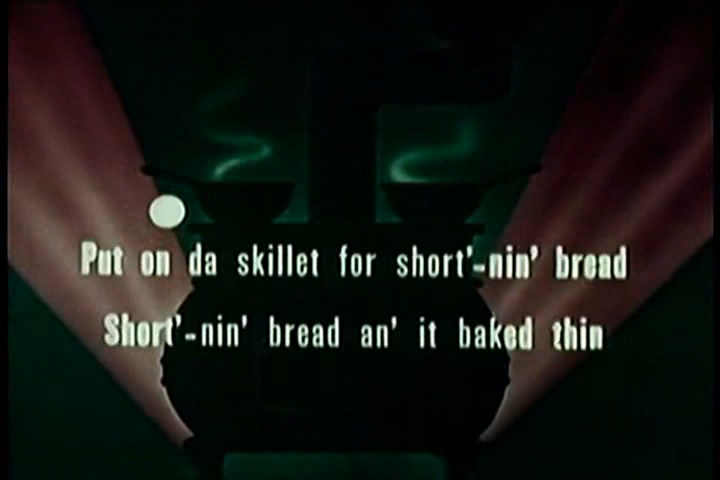 Put on da skillet for short'-nin' bread
Short'-nin' bread an' it baked thin